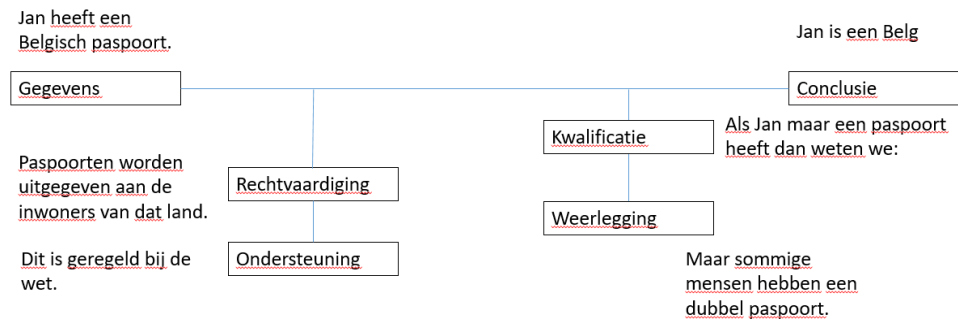 Jan heeft een
Belgisch paspoort.
Jan is een Belg
Gegevens
Conclusie
Kwalificatie
Als Jan maar een paspoort
heeft dan weten we:
Paspoorten worden
uitgegeven aan de
inwoners van dat land.
Rechtvaardiging
Weerlegging
Dit is geregeld bij de
wet.
Ondersteuning
Maar sommige
mensen hebben een
dubbel paspoort.